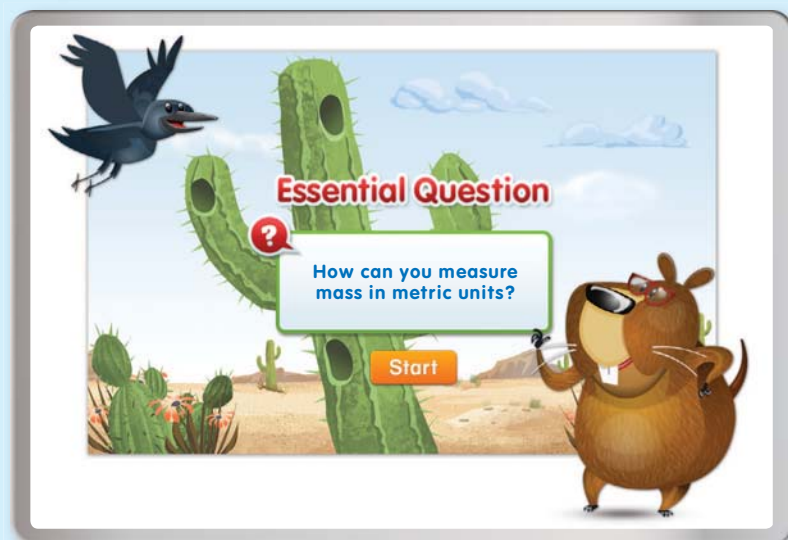 Essential Question
?
How can you measure
mass in metric units?
Start